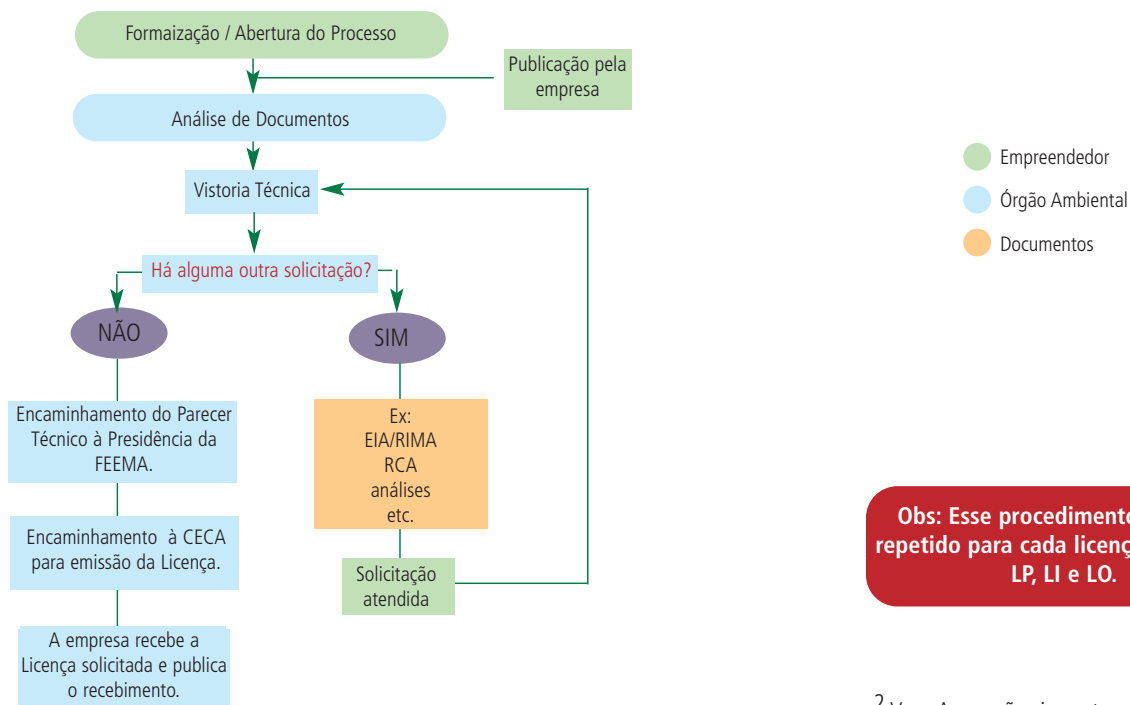 Formaização / Abertura do Processo
Publicação pela
empresa
Análise de Documentos
Vistoria Técnica
Há alguma outra solicitação?
NÃO
SIM
Encaminhamento do Parecer
Técnico à Presidência da
FEEMA.
Ex:
EIA/RIMA
RCA
análises
etc.
Encaminhamento à CECA
para emissão da Licença.
Solicitação
atendida
A empresa recebe a
Licença solicitada e publica
o recebimento.
Empreendedor
Órgão Ambiental
Documentos
Obs: Esse procedimento
repetido para cada licenç
LP, LI e LO.
2